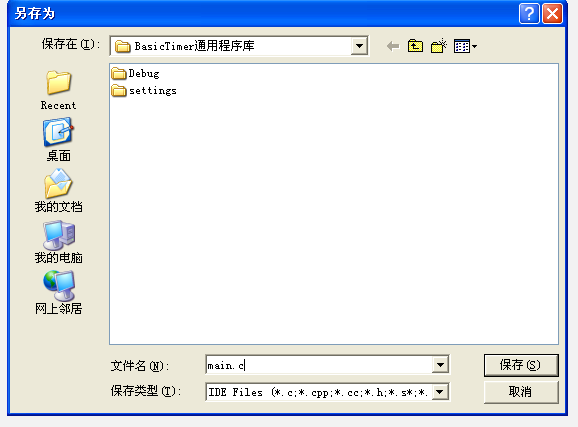 另存为
保存在(I):
BasicTimer通用程序库
Debug
settings
Recent
桌面
我的文档
我的电脑
网上邻居
文件名(N):
main.c
保存(S)
保存类型(T):
IDE Files (*.c;*.cpp;*.cc;*.h;*.s*;*.
取消